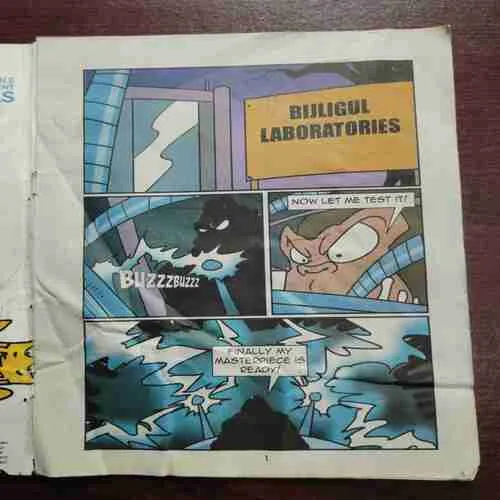 BIJLIGUL
LABORATORIES
BUZZZBUZZZ
NOW LET ME TEST IT!
FINALLY MY
MASTERPIECE IS
READY!
1